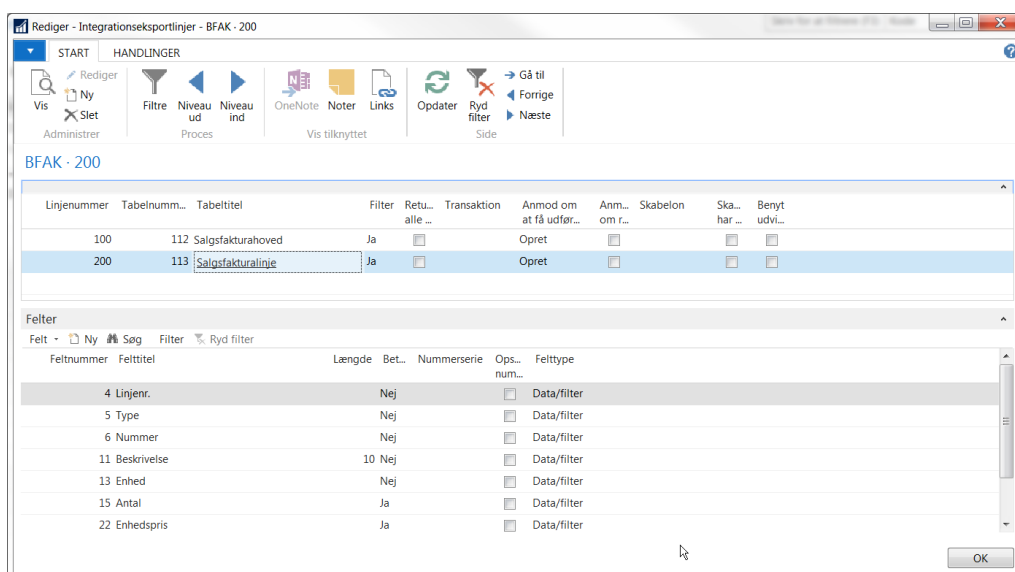 Rediger - Integrationseksportlinjer - BFAK · 200
START HANDLINGER
Vis
Rediger
Ny
Slet
Administrer
Filtre
Niveau ud
Niveau ind
Proces
OneNote
Noter
Links
Vis tilknyttet
Opdater
Ryd filter
Gå til
Forrige
Næste
Side
BFAK · 200
Linjenummer Tabelnumm... Tabeltitel Filter Retu... Transaktion Anmod om Anm... Skabelon Ska... Benyt
alle ... at få udfør... om r... har ... udvi...
100 112 Salgsfakturahoved Ja Opret
200 113 Salgsfakturalinje Ja Opret
Felter
Felt Ny Søg Filter Ryd filter
Feltnummer Felttitel Længde Bet... Nummerserie Ops... Felttype
num...
4 Linjenr. Nej Data/filter
5 Type Nej Data/filter
6 Nummer Nej Data/filter
11 Beskrivelse 10 Nej Data/filter
13 Enhed Nej Data/filter
15 Antal Ja Data/filter
22 Enhedspris Ja Data/filter
OK